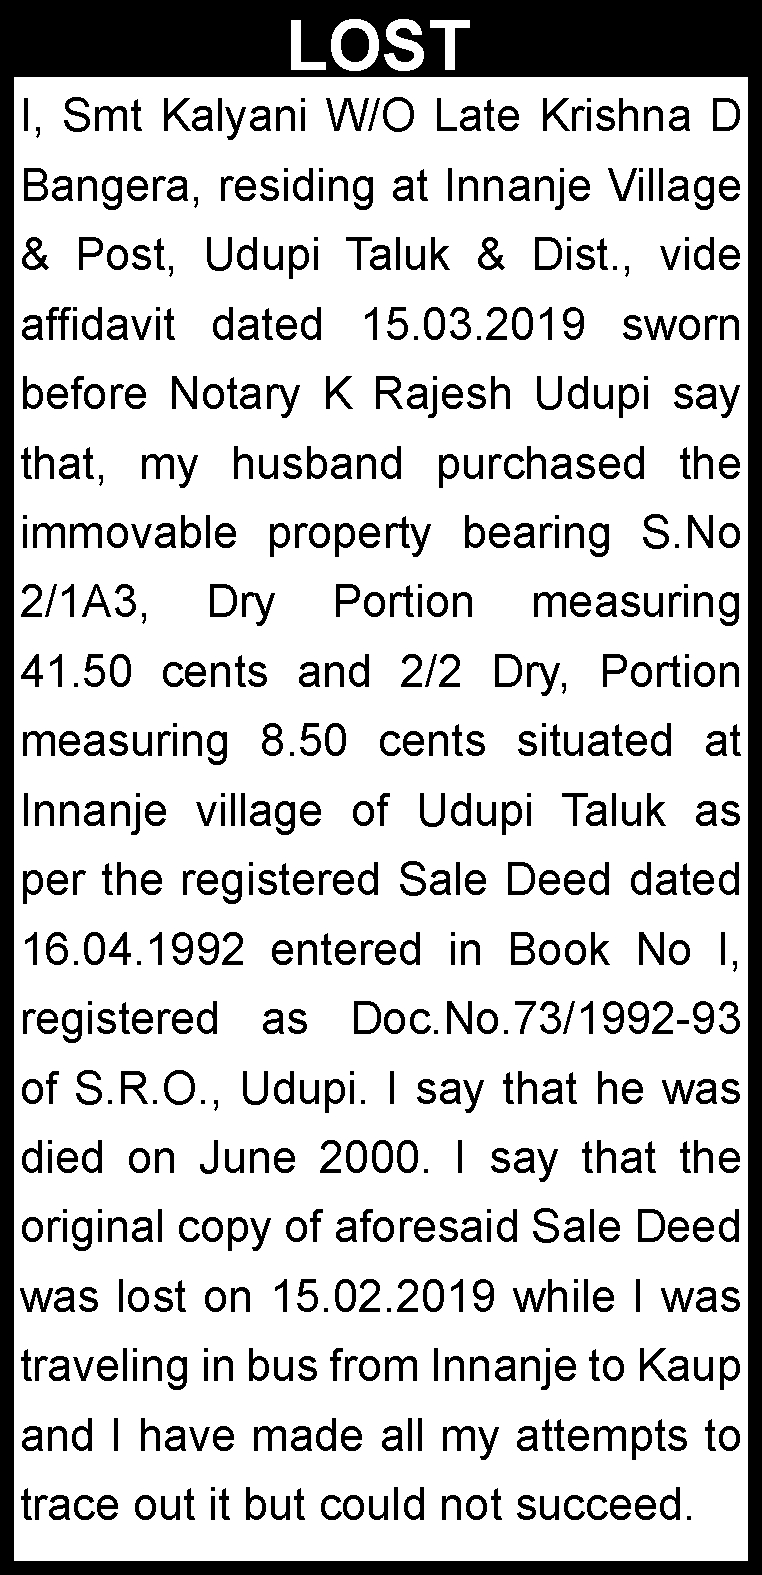 LOST
I, Smt Kalyani W/O Late Krishna D
Bangera, residing at Innanje Village
& Post, Udupi Taluk & Dist., vide
affidavit dated 15.03.2019 sworn
before Notary K Rajesh Udupi say
that, my husband purchased the
immovable property bearing S.No
2/1A3, Dry Portion measuring
41.50 cents and 2/2 Dry, Portion
measuring 8.50 cents situated at
Innanje village of Udupi Taluk as
per the registered Sale Deed dated
16.04.1992 entered in Book No I,
registered as Doc.No.73/1992-93
of S.R.O., Udupi. I say that he was
died on June 2000. I say that the
original copy of aforesaid Sale Deed
was lost on 15.02.2019 while I was
traveling in bus from Innanje to Kaup
and I have made all my attempts to
trace out it but could not succeed.